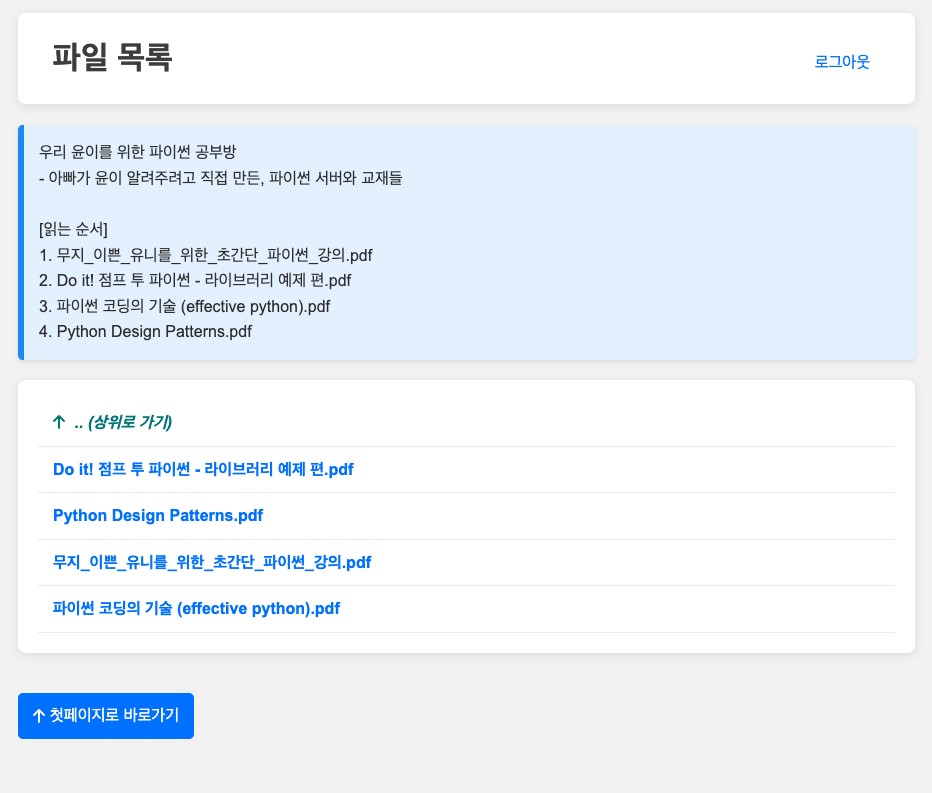 파일 목록
로그아웃
우리 윤이를 위한 파이썬 공부방
- 아빠가 윤이 알려주려고 직접 만든, 파이썬 서버와 교재들
[읽는 순서]
1. 무지_이쁜_유니를_위한_초간단_파이썬_강의.pdf
2. Do it! 점프 투 파이썬 - 라이브러리 예제 편.pdf
3. 파이썬 코딩의 기술 (effective python).pdf
4. Python Design Patterns.pdf
↑ .. (상위로 가기)
Do it! 점프 투 파이썬 - 라이브러리 예제 편.pdf
Python Design Patterns.pdf
무지_이쁜_유니를_위한_초간단_파이썬_강의.pdf
파이썬 코딩의 기술 (effective python).pdf
↑ 첫페이지로 바로가기